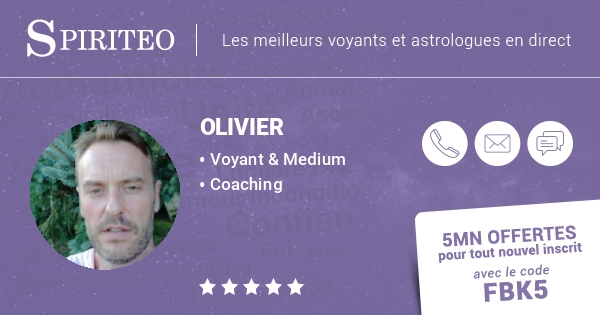 SPIRITEO
Les meilleurs voyants et astrologues en direct
OLIVIER
• Voyant & Medium
• Coaching
5MN OFFERTES
pour tout nouvel inscrit
avec le code
FBK5